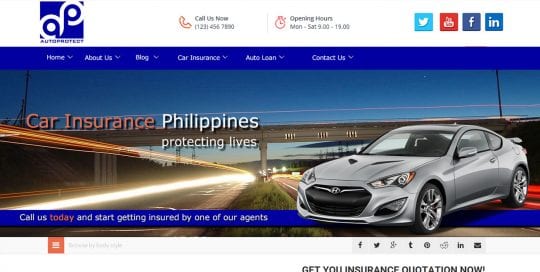 AUTOPROTECT
Call Us Now
(123) 456 7890
Opening Hours
Mon - Sat 9.00 - 19.00
You Tube
Home About Us Blog Car Insurance Auto Loan Contact Us
Car Insurance Philippines
protecting lives
Call us today and start getting insured by one of our agents
Browse by body style
GET YOU INSURANCE QUOTATION NOW!